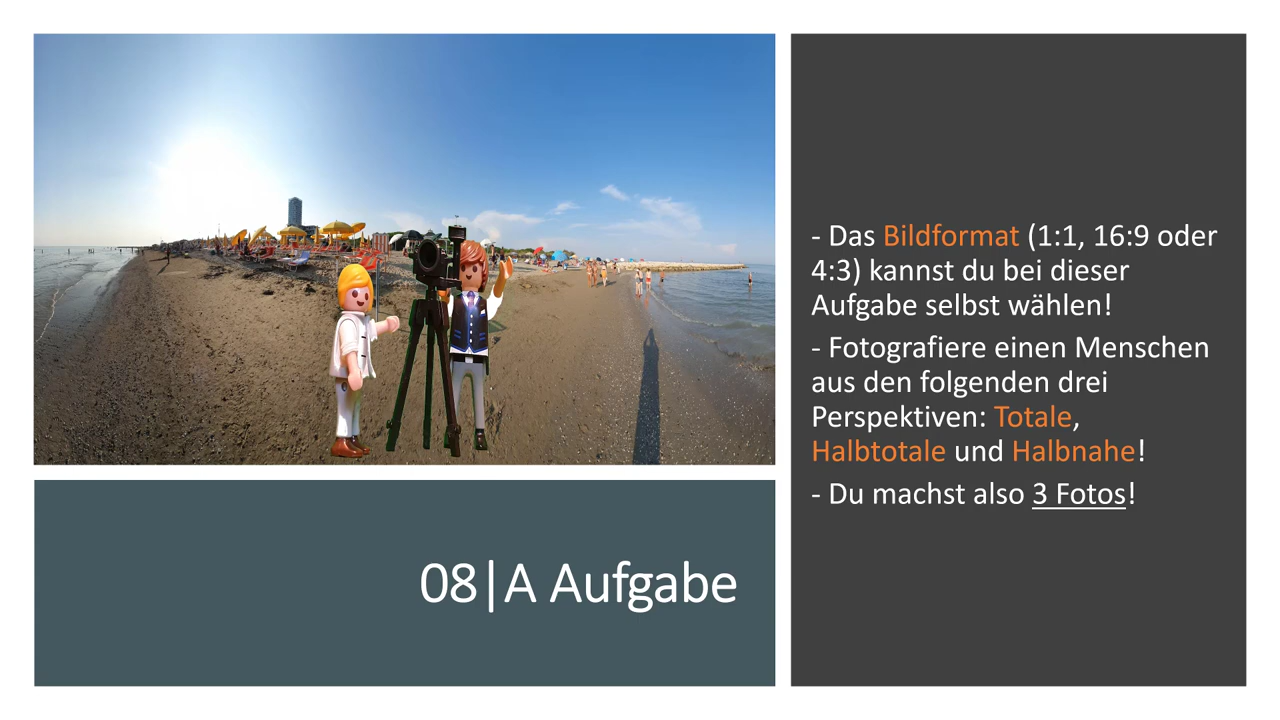 - Das Bildformat (1:1, 16:9 oder
4:3) kannst du bei dieser
Aufgabe selbst wählen!
- Fotografiere einen Menschen
aus den folgenden drei
Perspektiven: Totale,
Halbtotale und Halbnahe!
- Du machst also 3 Fotos!
08|A Aufgabe